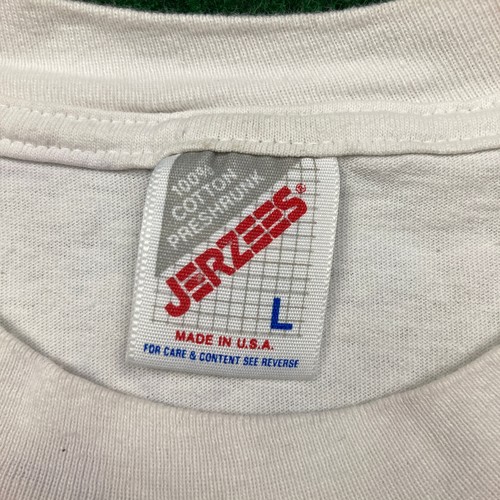 100%
COTTON
PRESHRUNK
JERZEES®
L
MADE IN U.S.A.
FOR CARE & CONTENT SEE REVERSE